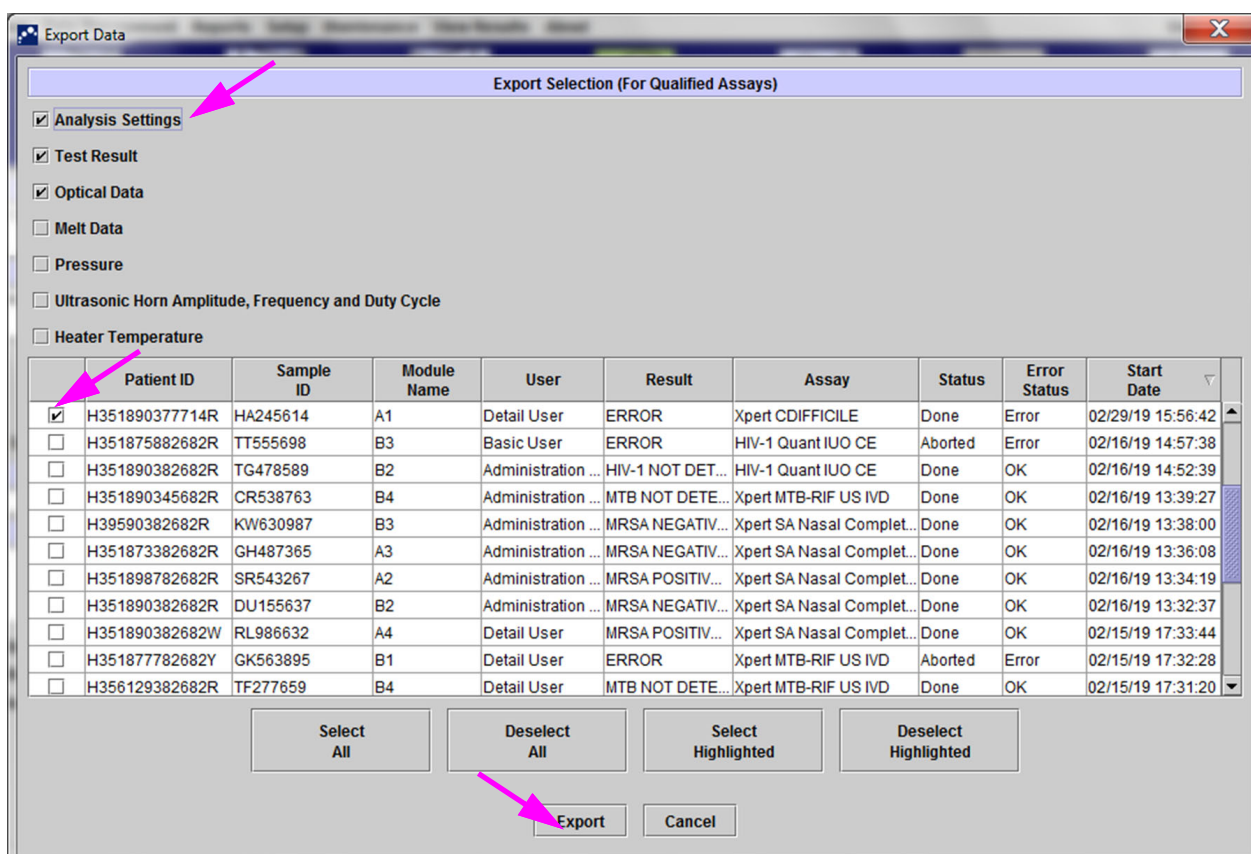 Export Data
Export Selection (For Qualified Assays)
Analysis Settings
Test Result
Optical Data
Melt Data
Pressure
Ultrasonic Horn Amplitude, Frequency and Duty Cycle
Heater Temperature
Patient ID Sample ID Module Name User Result Assay Status Error Status Start Date
H351890377714R HA245614 A1 Detail User ERROR Xpert CDIFFICILE Done Error 02/29/19 15:56:42
H351875882682R TT555698 B3 Basic User ERROR HIV-1 Quant IUO CE Aborted Error 02/16/19 14:57:38
H351890382682R TG478589 B2 Administration ... HIV-1 NOT DET... HIV-1 Quant IUO CE Done OK 02/16/19 14:52:39
H351890345682R CR538763 B4 Administration ... MTB NOT DETE... Xpert MTB-RIF US IVD Done OK 02/16/19 13:39:27
H39590382682R KW630987 B3 Administration ... MRSA NEGATIV... Xpert SA Nasal Complet... Done OK 02/16/19 13:38:00
H351873382682R GH487365 A3 Administration ... MRSA NEGATIV... Xpert SA Nasal Complet... Done OK 02/16/19 13:36:08
H351898782682R SR543267 A2 Administration ... MRSA POSITIV... Xpert SA Nasal Complet... Done OK 02/16/19 13:34:19
H351890382682R DU155637 B2 Administration ... MRSA NEGATIV... Xpert SA Nasal Complet... Done OK 02/16/19 13:32:37
H351890382682W RL986632 A4 Detail User MRSA POSITIV... Xpert SA Nasal Complet... Done OK 02/15/19 17:33:44
H351877782682Y GK563895 B1 Detail User ERROR Xpert MTB-RIF US IVD Aborted Error 02/15/19 17:32:28
H356129382682R TF277659 B4 Detail User MTB NOT DETE... Xpert MTB-RIF US IVD Done OK 02/15/19 17:31:20
Select All Deselect All Select Highlighted Deselect Highlighted
Export Cancel